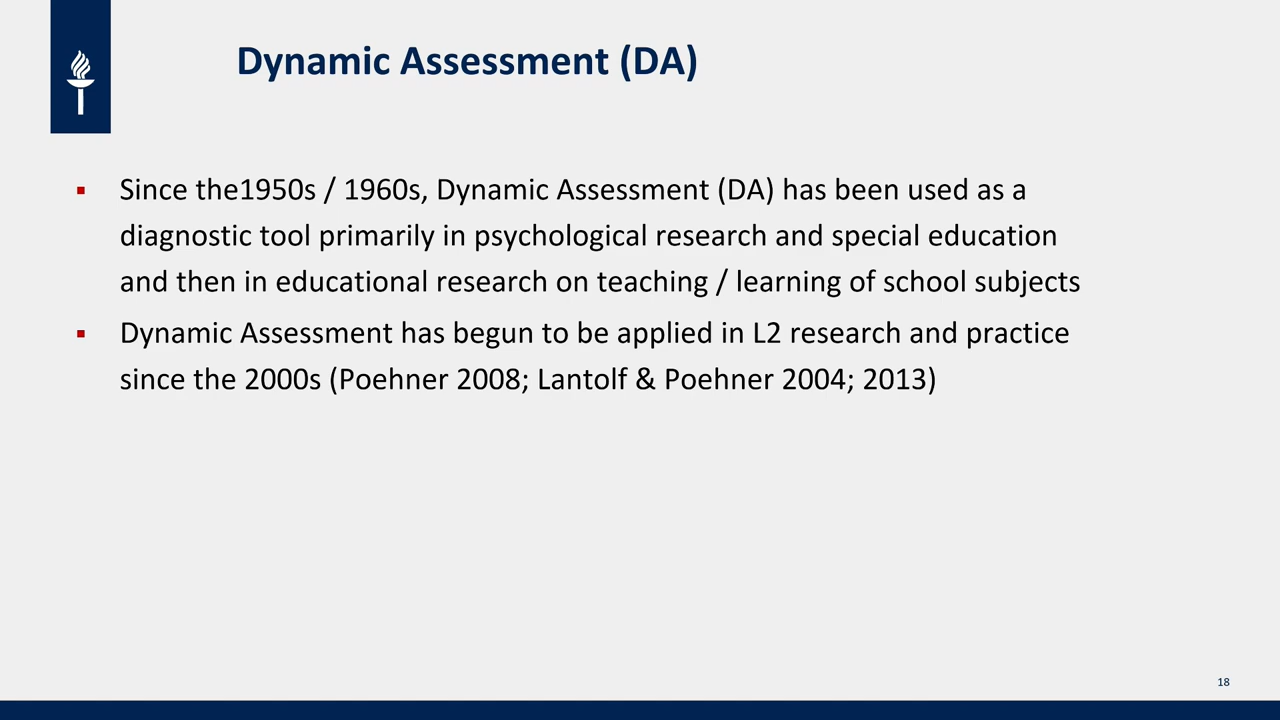 Dynamic Assessment (DA)
▪ Since the1950s / 1960s, Dynamic Assessment (DA) has been used as a
diagnostic tool primarily in psychological research and special education
and then in educational research on teaching / learning of school subjects
▪ Dynamic Assessment has begun to be applied in L2 research and practice
since the 2000s (Poehner 2008; Lantolf & Poehner 2004; 2013)
18